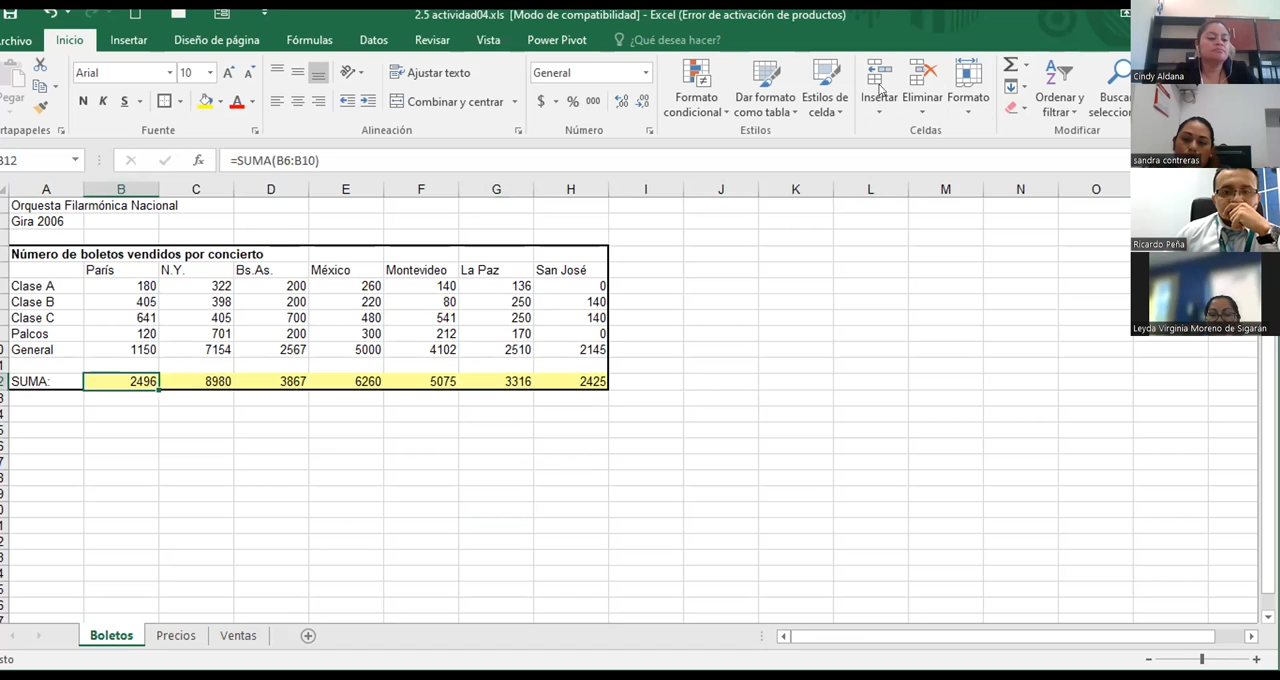 2.5 actividad04.xls [Modo de compatibilidad] - Excel (Error de activación de productos)
Archivo Inicio Insertar Diseño de página Fórmulas Datos Revisar Vista Power Pivot ¿Qué desea hacer?
Pegar
Arial 10
N K S
Ajustar texto
Combinar y centrar
General
$ % 000
Formato condicional
Dar formato como tabla
Estilos de celda
Insertar
Eliminar
Formato
Ordenar y filtrar
Portapapeles Fuente Alineación Número Estilos Celdas Modificar
B12 fx =SUMA(B6:B10)
A B C D E F G H I J K L M N O
Orquesta Filarmónica Nacional
Gira 2006
Número de boletos vendidos por concierto
París N.Y. Bs.As. México Montevideo La Paz San José
Clase A 180 322 200 260 140 136 0
Clase B 405 398 200 220 80 250 140
Clase C 641 405 700 480 541 250 140
Palcos 120 701 200 300 212 170 0
General 1150 7154 2567 5000 4102 2510 2145
SUMA: 2496 8980 3867 6260 5075 3316 2425
Boletos Precios Ventas
Cindy Aldana
sandra contreras
Ricardo Peña
Leyda Virginia Moreno de Sigarán